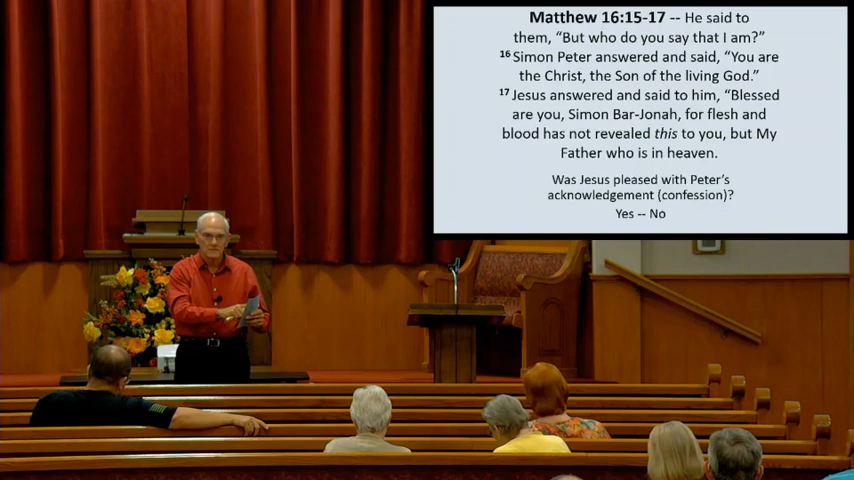 Matthew 16:15-17 -- He said to
them, “But who do you say that I am?”
16 Simon Peter answered and said, “You are
the Christ, the Son of the living God.”
17 Jesus answered and said to him, “Blessed
are you, Simon Bar-Jonah, for flesh and
blood has not revealed this to you, but My
Father who is in heaven.
Was Jesus pleased with Peter’s
acknowledgement (confession)?
Yes -- No